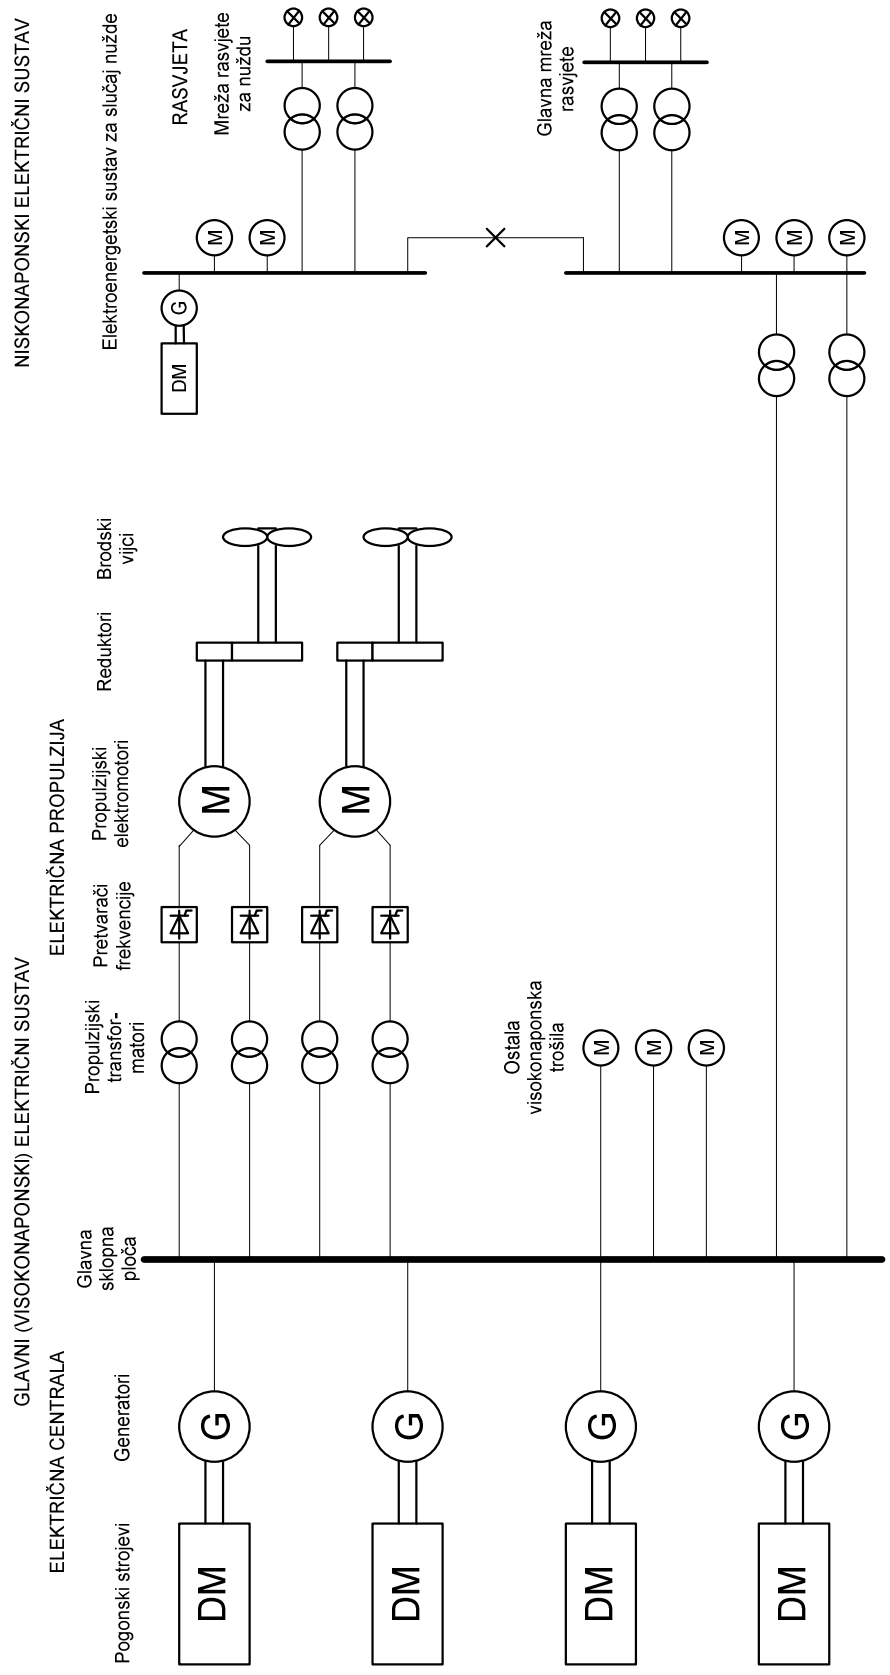 GLAVNI (VISOKONAPONSKI) ELEKTRIČNI SUSTAV
NISKONAPONSKI ELEKTRIČNI SUSTAV
ELEKTRIČNA CENTRALA
ELEKTRIČNA PROPULZIJA
Pogonski strojevi
Generatori
Glavna
sklopna
ploča
Propulzijski
transfor-
matori
Pretvarači
frekvencije
Propulzijski
elektromotori
Reduktori
Brodski
vijci
Elektroenergetski sustav za slučaj nužde
RASVJETA
Mreža rasvjete
za nuždu
Glavna mreža
rasvjete
Ostala
visokonaponska
trošila
DM
G
DM
G
DM
G
DM
G
M
M
M
M
M
DM
G
M
M
M
M
M